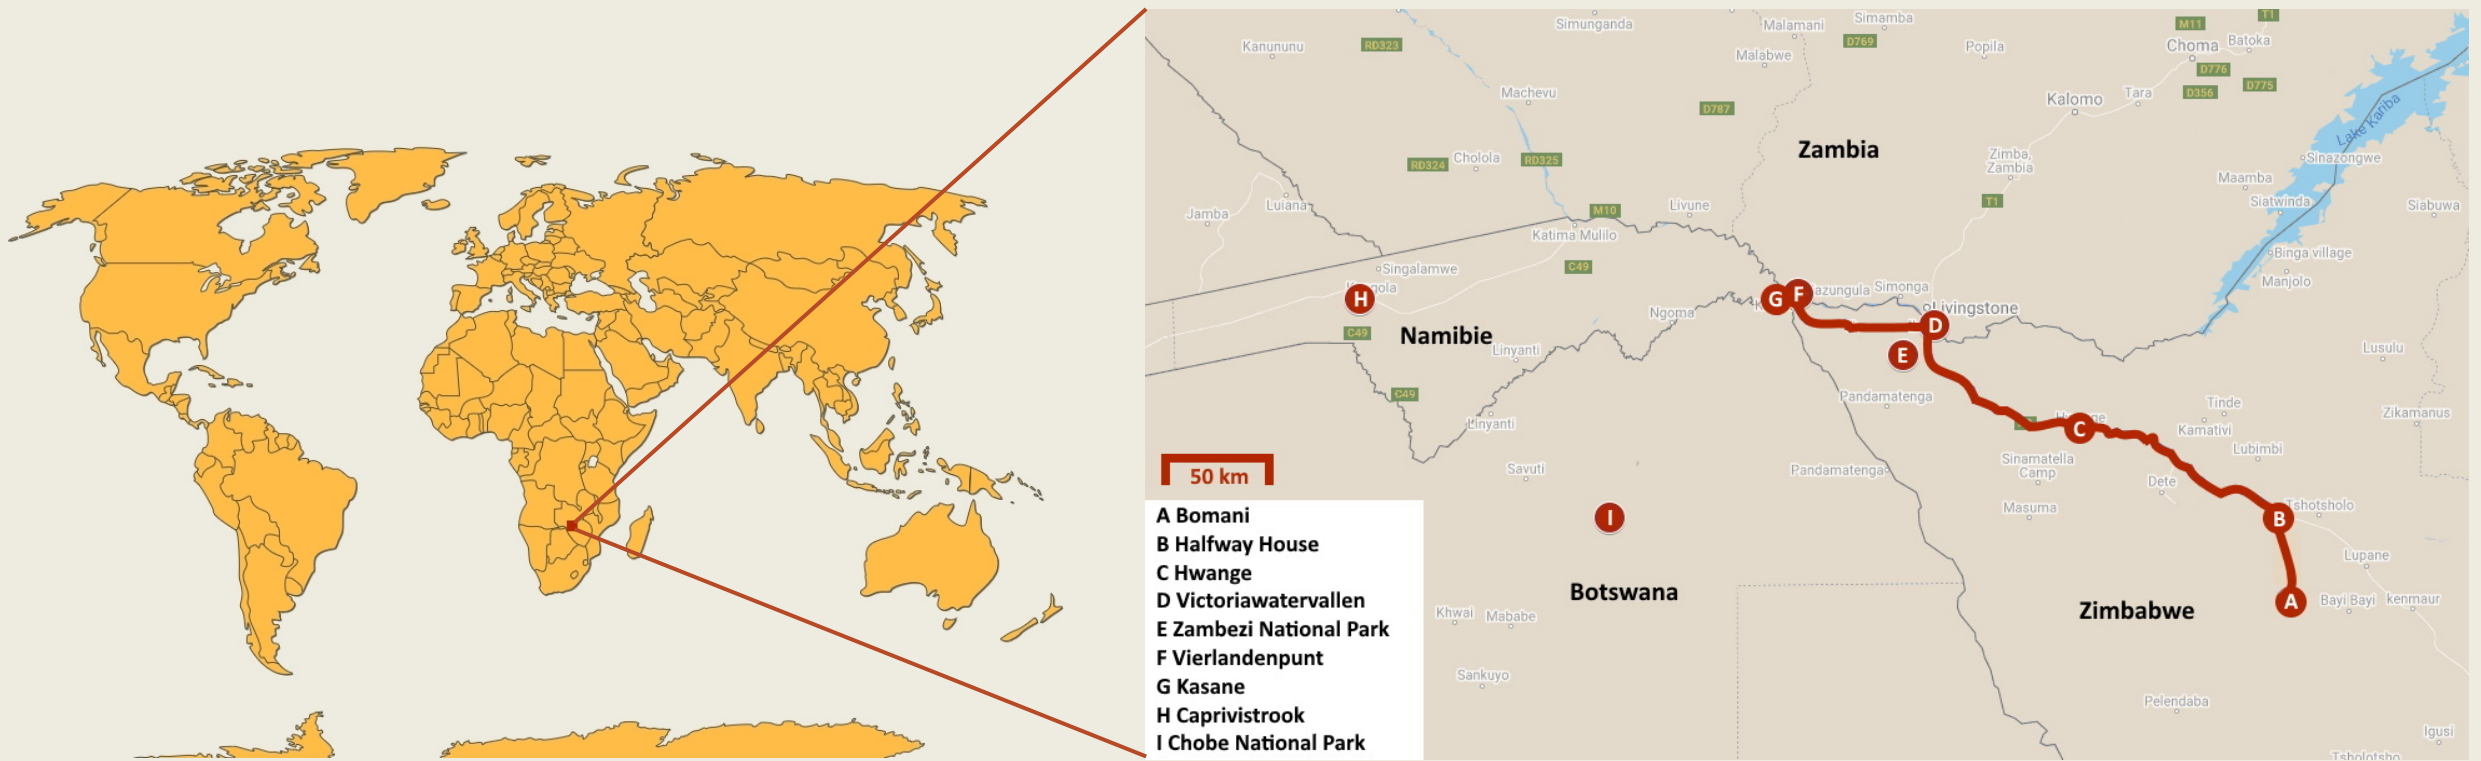 Simunganda
Malamani
Simamba
T1
M11
Kanununu
RD323
D769
Malabwe
Popila
Choma
Batoka
D776
D775
D356
Machevu
D787
Kalomo
Tara
Lake Kariba
Zambia
RD324
Cholola
RD325
Zimba,
Zambia
Sinazongwe
Maamba
Siatwinda
Siabuwa
Jamba
Luiana
M10
Livune
T1
Katima Mulilo
Singalamwe
C49
Binga village
Manjolo
H
G
F
azungula
Simonga
Livingstone
Ngoma
D
C49
Namibie
Linyanti
E
Lusulu
C49
Pandamatenga
Tinde
Zikamanus
Linyanti
C
Kamativi
Lubimbi
50 km
Savuti
Pandamatenga
Sinamatella
Camp
Dete
Masuma
I
B
Tshotsholo
Lupane
A Bomani
B Halfway House
C Hwange
D Victoriawatervallen
E Zambezi National Park
F Vierlandenpunt
G Kasane
H Caprivistrook
I Chobe National Park
Botswana
Zimbabwe
A
Bayi Bayi
kenmaur
Khwai
Mababe
Sankuyo
Pelendaba
Igusi
Tsholotsho